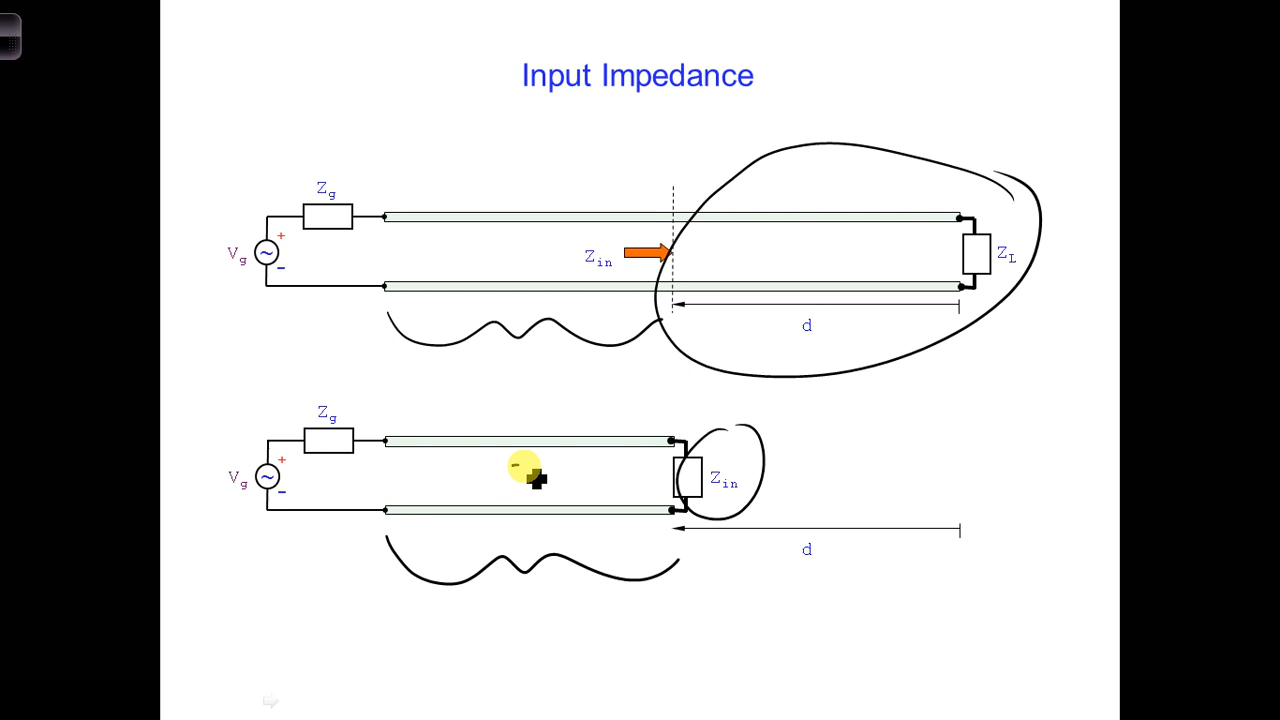 Input Impedance
Zg
Vg
+
~
-
Zin
ZL
d
Zg
Vg
+
~
-
Zin
d